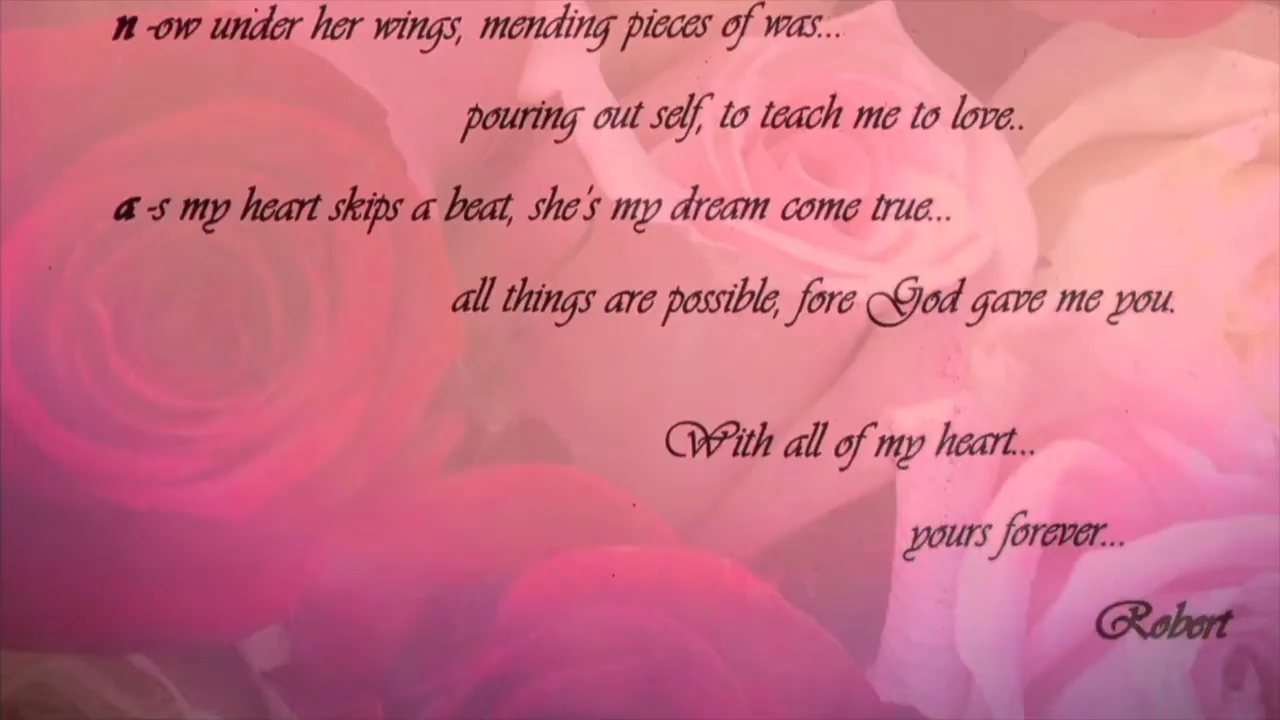 n -ow under her wings, mending pieces of was...
pouring out self, to teach me to love..
a -s my heart skips a beat, she's my dream come true...
all things are possible, fore God gave me you.
With all of my heart...
yours forever...
Robert